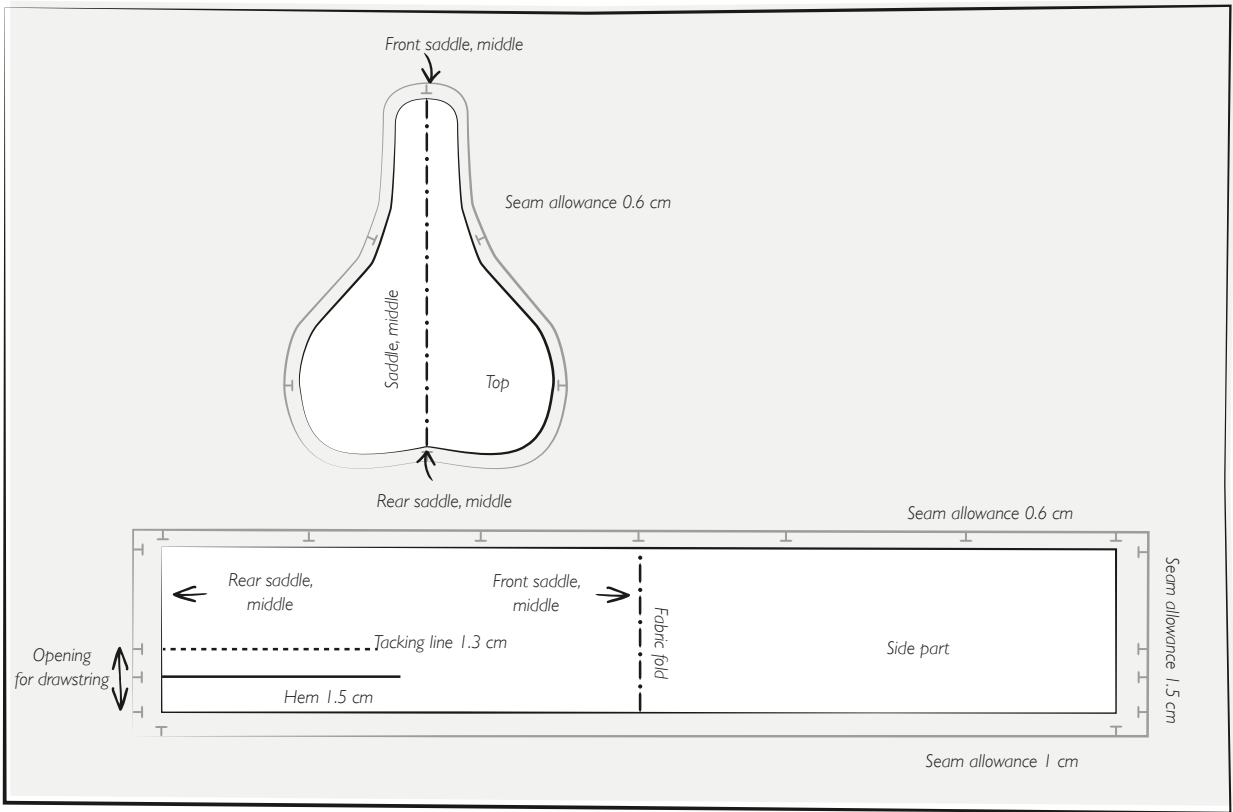 Front saddle, middle
Seam allowance 0.6 cm
Saddle, middle
Top
Rear saddle, middle
Seam allowance 0.6 cm
Rear saddle,
middle
Front saddle,
middle
Fabric fold
Seam allowance 1.5 cm
Tacking line 1.3 cm
Side part
Opening
for drawstring
Hem 1.5 cm
Seam allowance 1 cm